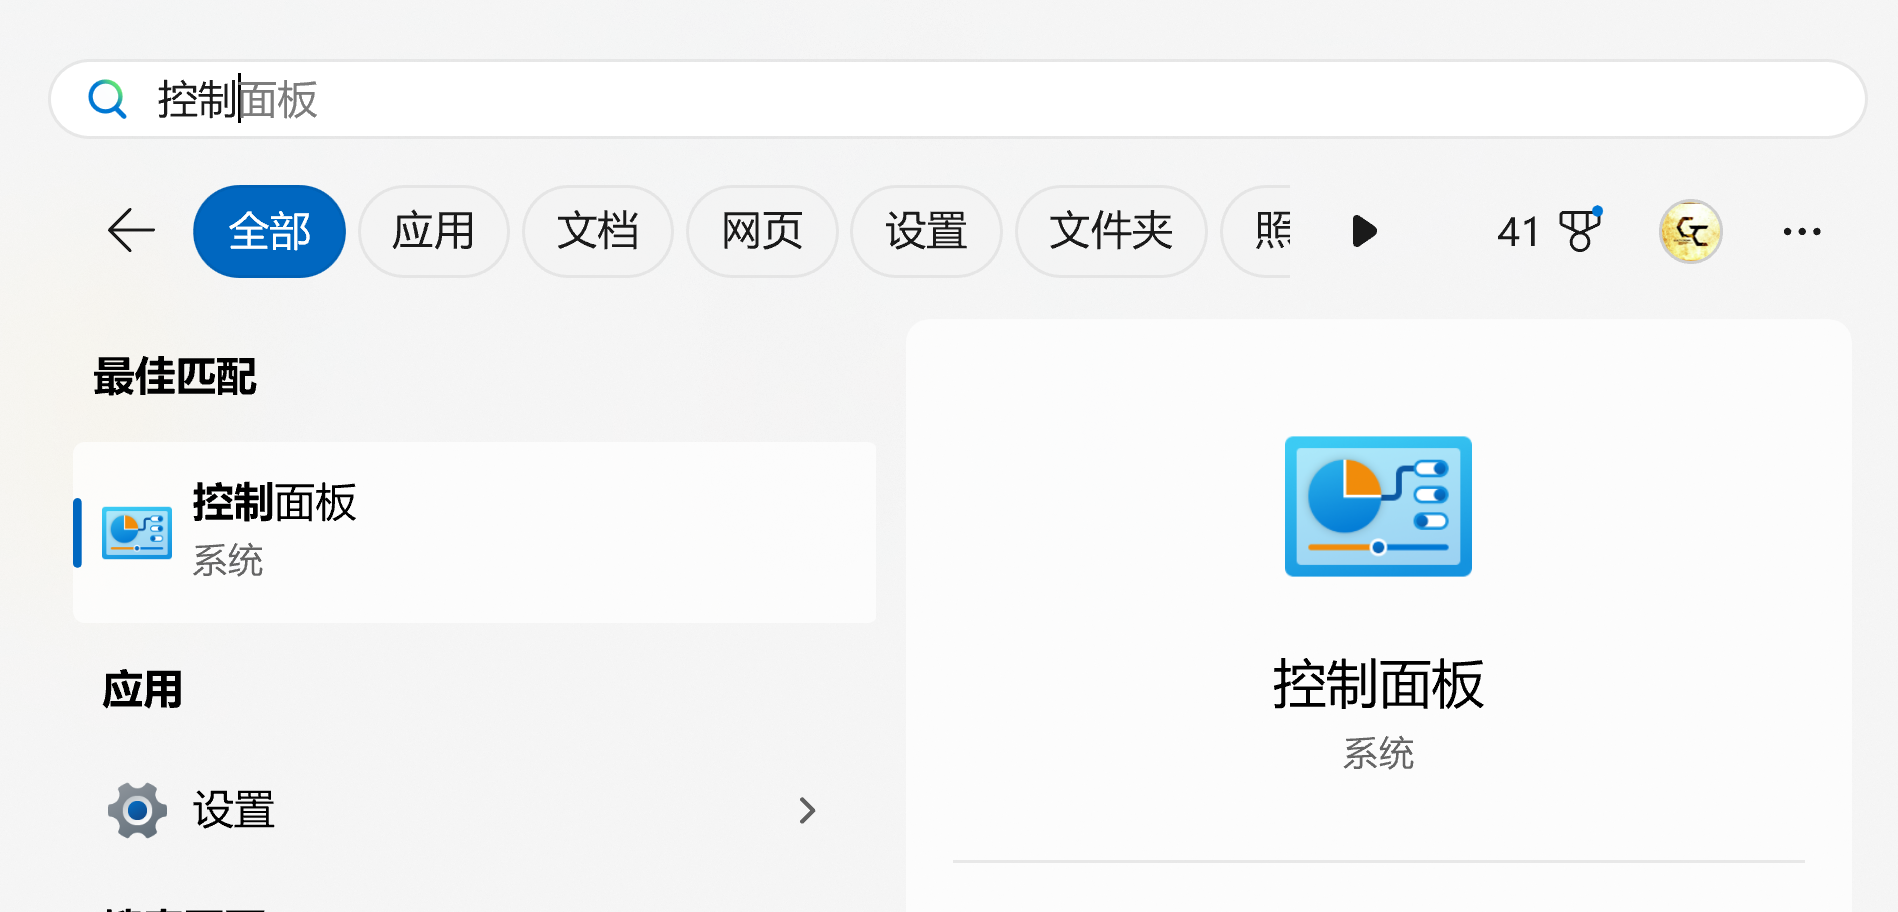 控制面板
全部 应用 文档 网页 设置 文件夹 照 41
最佳匹配
控制面板
系统
应用
设置
控制面板
系统